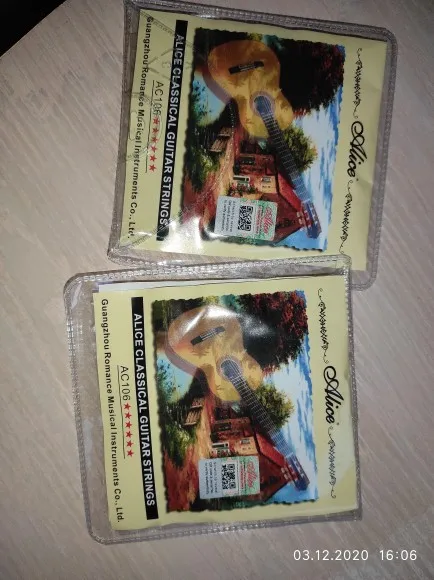 Alice
ALICE CLASSICAL GUITAR STRINGS
AC106★★★★★★
Guangzhou Romance Musical Instruments Co., Ltd.
Alice
ALICE CLASSICAL GUITAR STRINGS
AC106★★★★★★
Guangzhou Romance Musical Instruments Co., Ltd.
03.12.2020 16:06